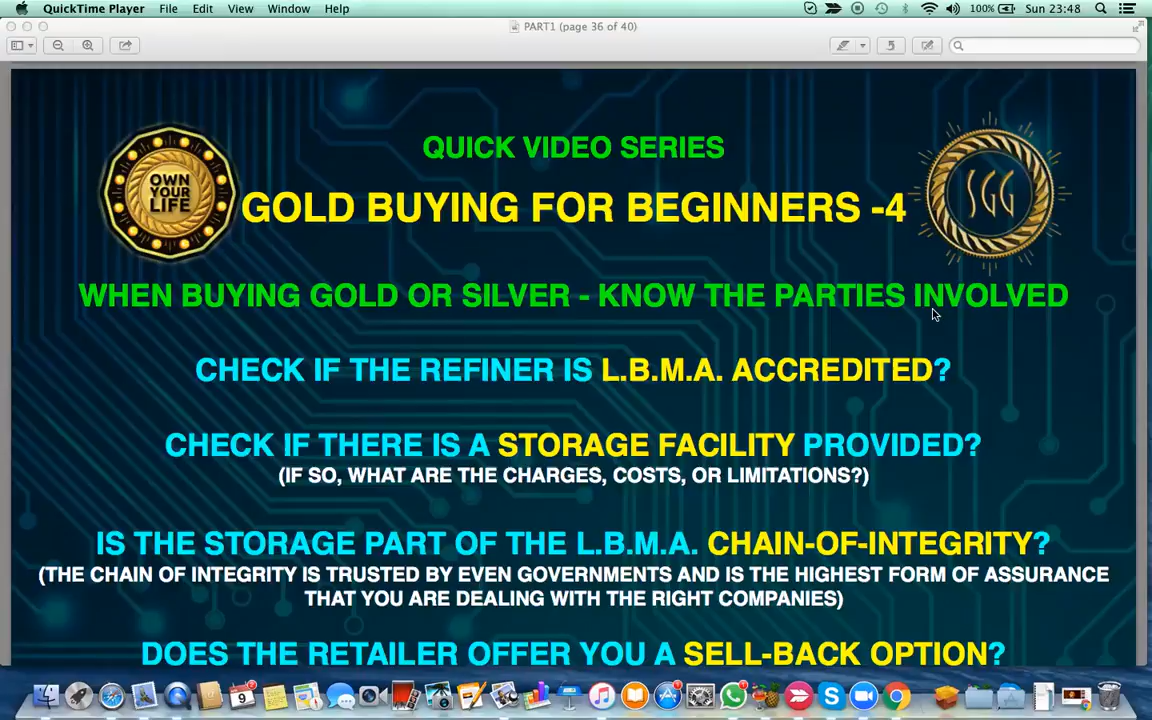 QuickTime Player File Edit View Window Help 100% Sun 23:48
PART1 (page 36 of 40)
QUICK VIDEO SERIES
OWN
YOUR
LIFE
GOLD BUYING FOR BEGINNERS -4
SGG
WHEN BUYING GOLD OR SILVER - KNOW THE PARTIES INVOLVED
CHECK IF THE REFINER IS L.B.M.A. ACCREDITED?
CHECK IF THERE IS A STORAGE FACILITY PROVIDED?
(IF SO, WHAT ARE THE CHARGES, COSTS, OR LIMITATIONS?)
IS THE STORAGE PART OF THE L.B.M.A. CHAIN-OF-INTEGRITY?
(THE CHAIN OF INTEGRITY IS TRUSTED BY EVEN GOVERNMENTS AND IS THE HIGHEST FORM OF ASSURANCE
THAT YOU ARE DEALING WITH THE RIGHT COMPANIES)
DOES THE RETAILER OFFER YOU A SELL-BACK OPTION?
9